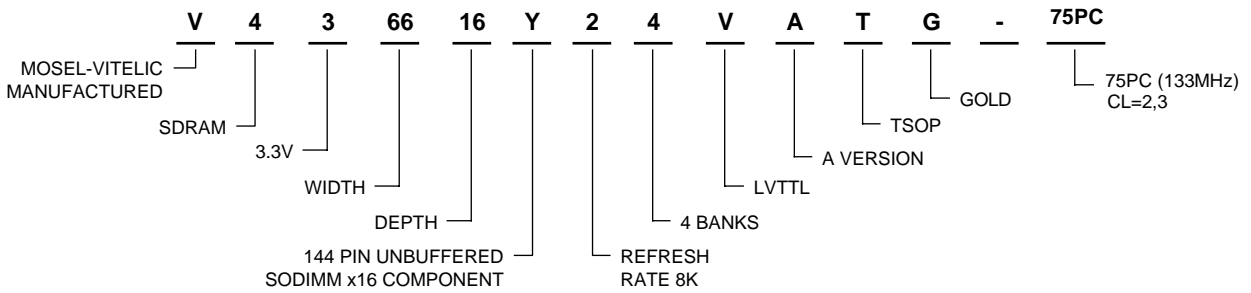 V 4 3 66 16 Y 2 4 V A T G - 75PC
MOSEL-VITELIC
MANUFACTURED
75PC (133MHz)
CL=2,3
GOLD
SDRAM
TSOP
3.3V
A VERSION
WIDTH
LVTTL
DEPTH
4 BANKS
144 PIN UNBUFFERED
SODIMM x16 COMPONENT
REFRESH
RATE 8K